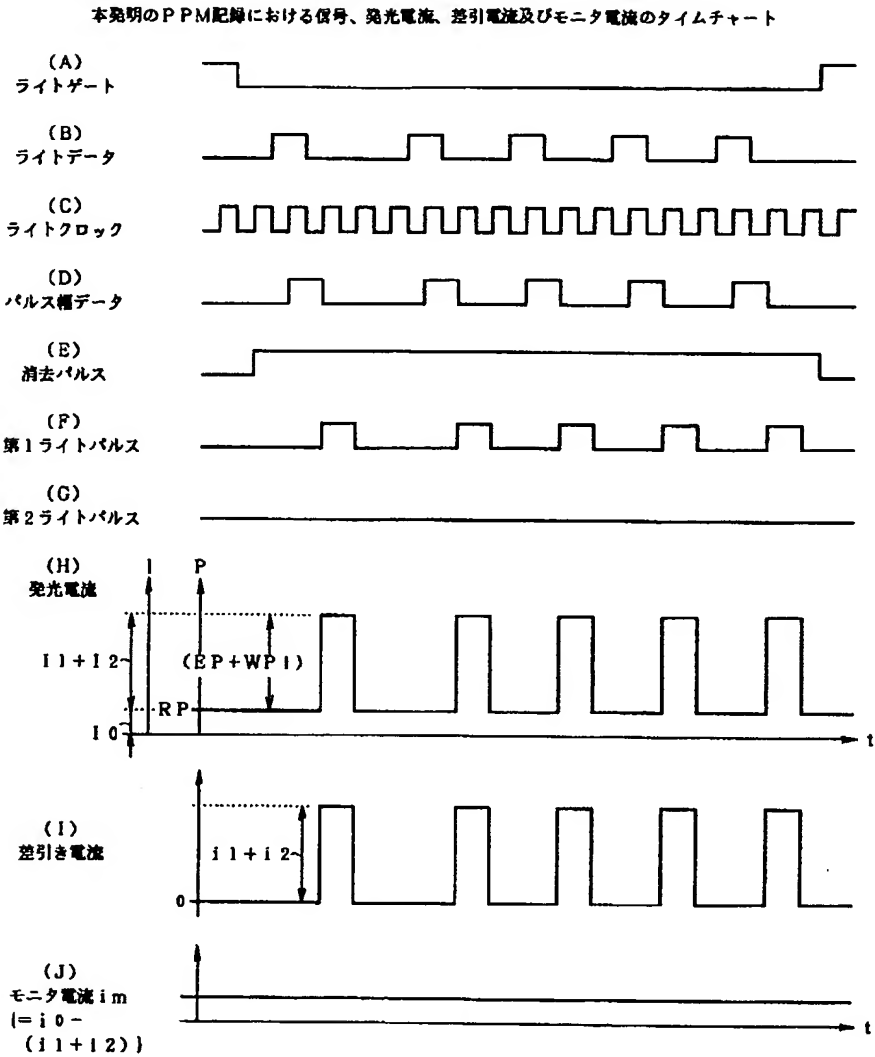 本発明のPPM記録における信号、発光電流、差引電流及びモニタ電流のタイムチャート
(A)
ライトゲート
(B)
ライトデータ
(C)
ライトクロック
(D)
パルス幅データ
(E)
消去パルス
(F)
第1ライトパルス
(G)
第2ライトパルス
(H)
発光電流
I
P
I1+I2
(EP+WP1)
RP
I0
t
(I)
差引き電流
i1+i2
0
(J)
モニタ電流im
{=i0-
(i1+i2)}
t